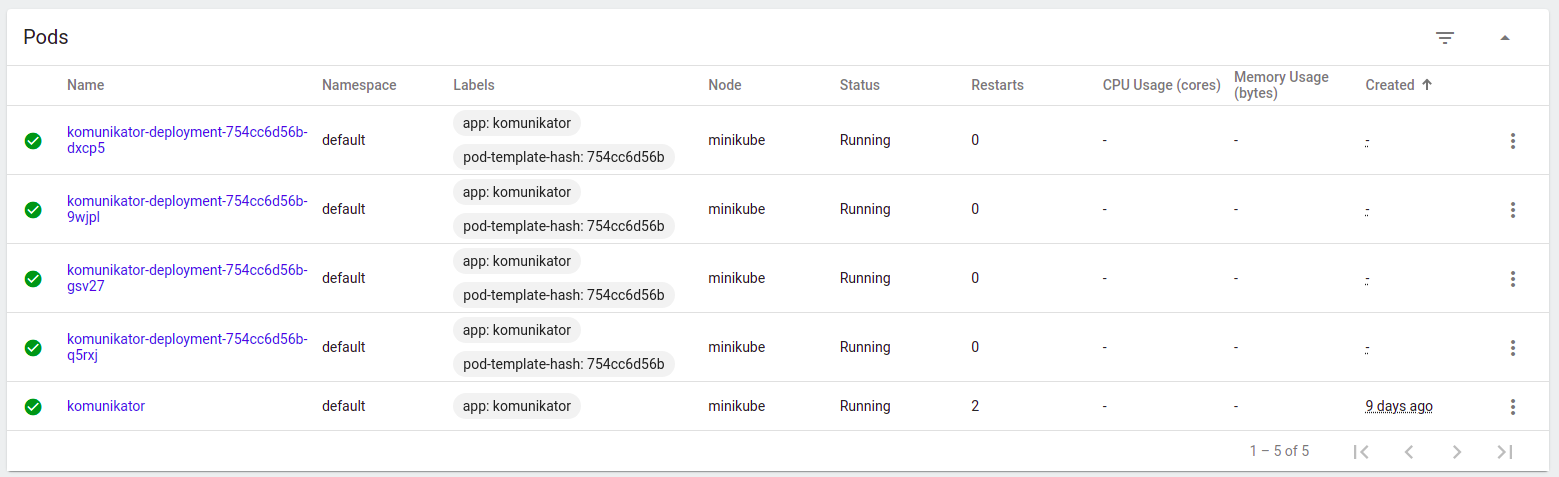 Pods
Name Namespace Labels Node Status Restarts CPU Usage (cores) Memory Usage (bytes) Created
komunikator-deployment-754cc6d56b-dxcp5 default app: komunikator pod-template-hash: 754cc6d56b minikube Running 0 - - -
komunikator-deployment-754cc6d56b-9wjpl default app: komunikator pod-template-hash: 754cc6d56b minikube Running 0 - - -
komunikator-deployment-754cc6d56b-gsv27 default app: komunikator pod-template-hash: 754cc6d56b minikube Running 0 - - -
komunikator-deployment-754cc6d56b-q5rxj default app: komunikator pod-template-hash: 754cc6d56b minikube Running 0 - - -
komunikator default app: komunikator minikube Running 2 - - 9 days ago
1 – 5 of 5